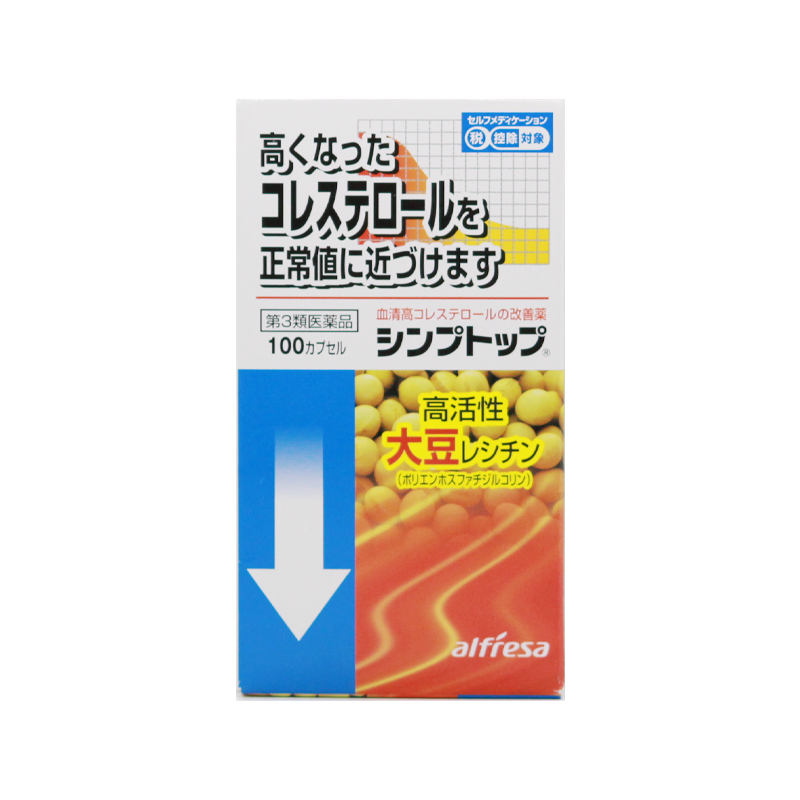 セルフメディケーション
税 控除 対象
高くなった
コレステロールを
正常値に近づけます
第3類医薬品
血清高コレステロールの改善薬
100カプセル
シンプトップ®
高活性
大豆レシチン
(ポリエンホスファチジルコリン)
alfresa